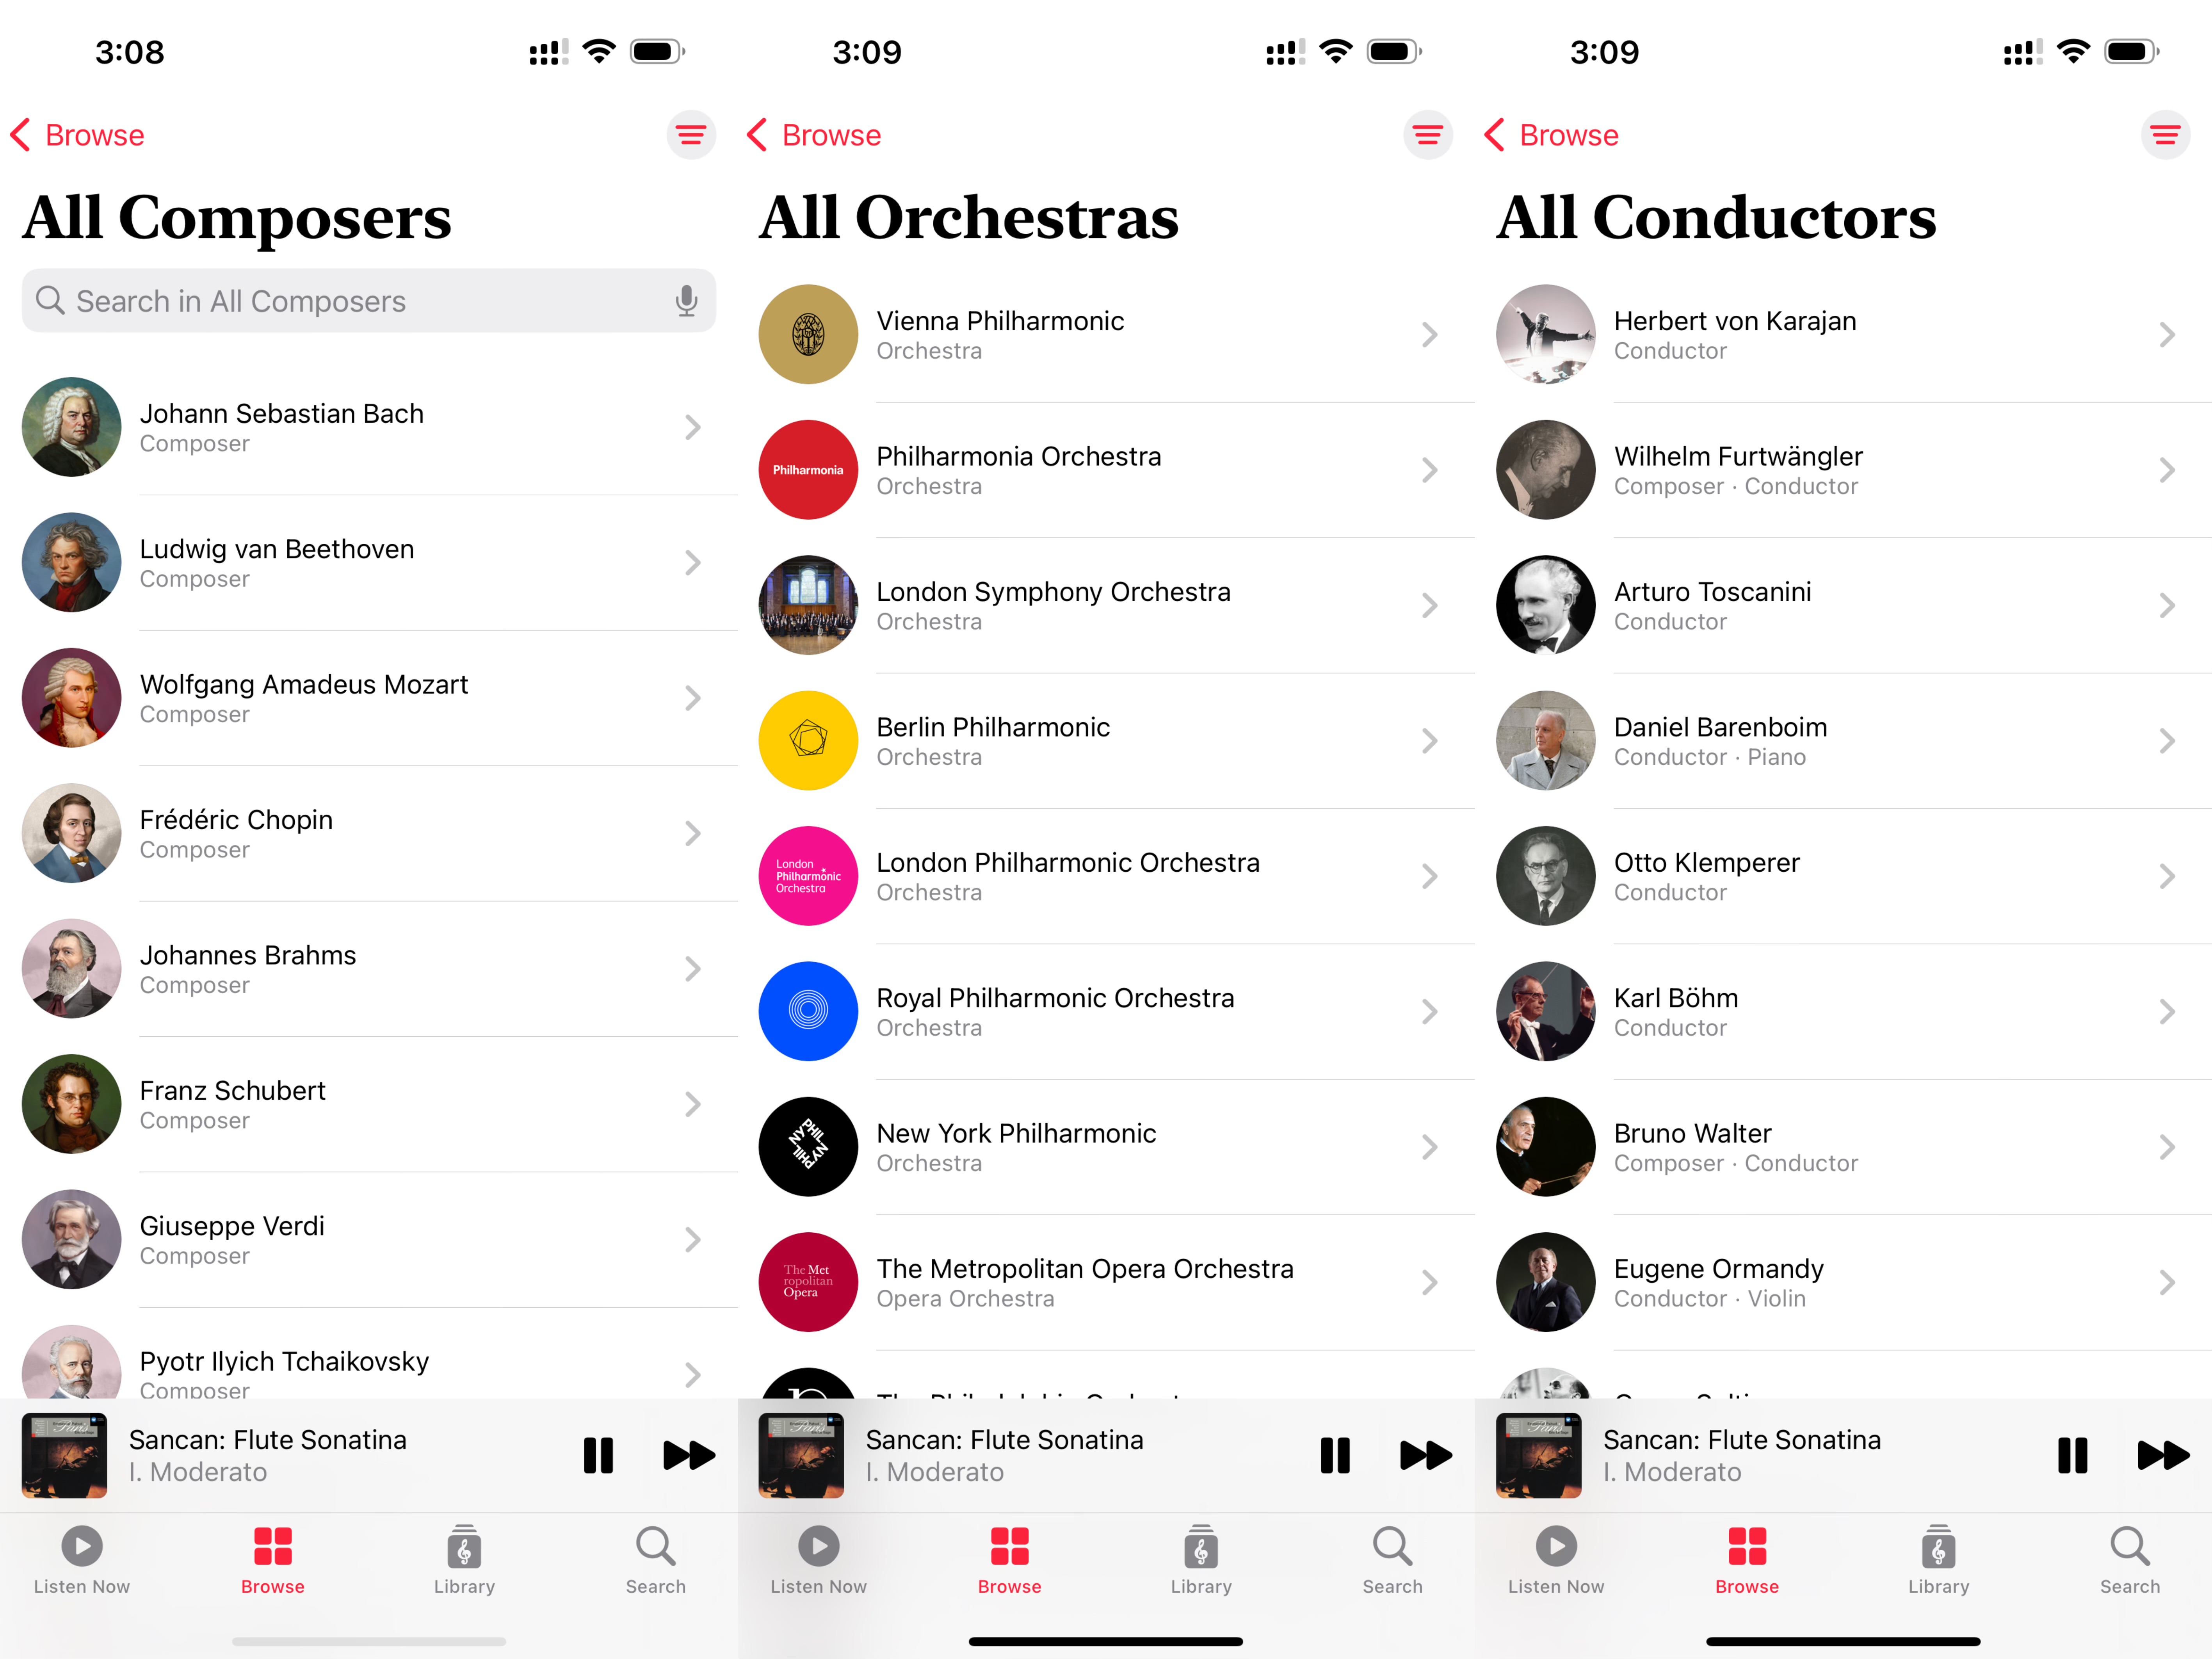 3:08
Browse
All Composers
Search in All Composers
Johann Sebastian Bach
Composer
Ludwig van Beethoven
Composer
Wolfgang Amadeus Mozart
Composer
Frédéric Chopin
Composer
Johannes Brahms
Composer
Franz Schubert
Composer
Giuseppe Verdi
Composer
Pyotr Ilyich Tchaikovsky
Composer
Sancan: Flute Sonatina
I. Moderato
Listen Now
Browse
Library
Search
3:09
Browse
All Orchestras
Vienna Philharmonic
Orchestra
Philharmonia
Philharmonia Orchestra
Orchestra
London Symphony Orchestra
Orchestra
Berlin Philharmonic
Orchestra
London
Philharmonic
Orchestra
London Philharmonic Orchestra
Orchestra
Royal Philharmonic Orchestra
Orchestra
NY PHIL NY PHIL
New York Philharmonic
Orchestra
The Met
ropolitan
Opera
The Metropolitan Opera Orchestra
Opera Orchestra
Sancan: Flute Sonatina
I. Moderato
Listen Now
Browse
Library
Search
3:09
Browse
All Conductors
Herbert von Karajan
Conductor
Wilhelm Furtwängler
Composer · Conductor
Arturo Toscanini
Conductor
Daniel Barenboim
Conductor · Piano
Otto Klemperer
Conductor
Karl Böhm
Conductor
Bruno Walter
Composer · Conductor
Eugene Ormandy
Conductor · Violin
Sancan: Flute Sonatina
I. Moderato
Listen Now
Browse
Library
Search